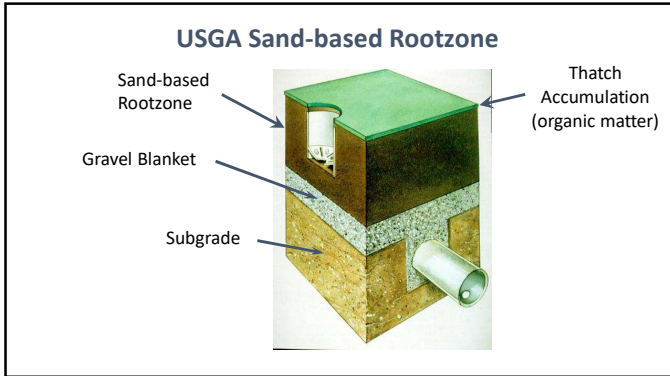 USGA Sand-based Rootzone
Sand-based
Rootzone
Thatch
Accumulation
(organic matter)
Gravel Blanket
Subgrade